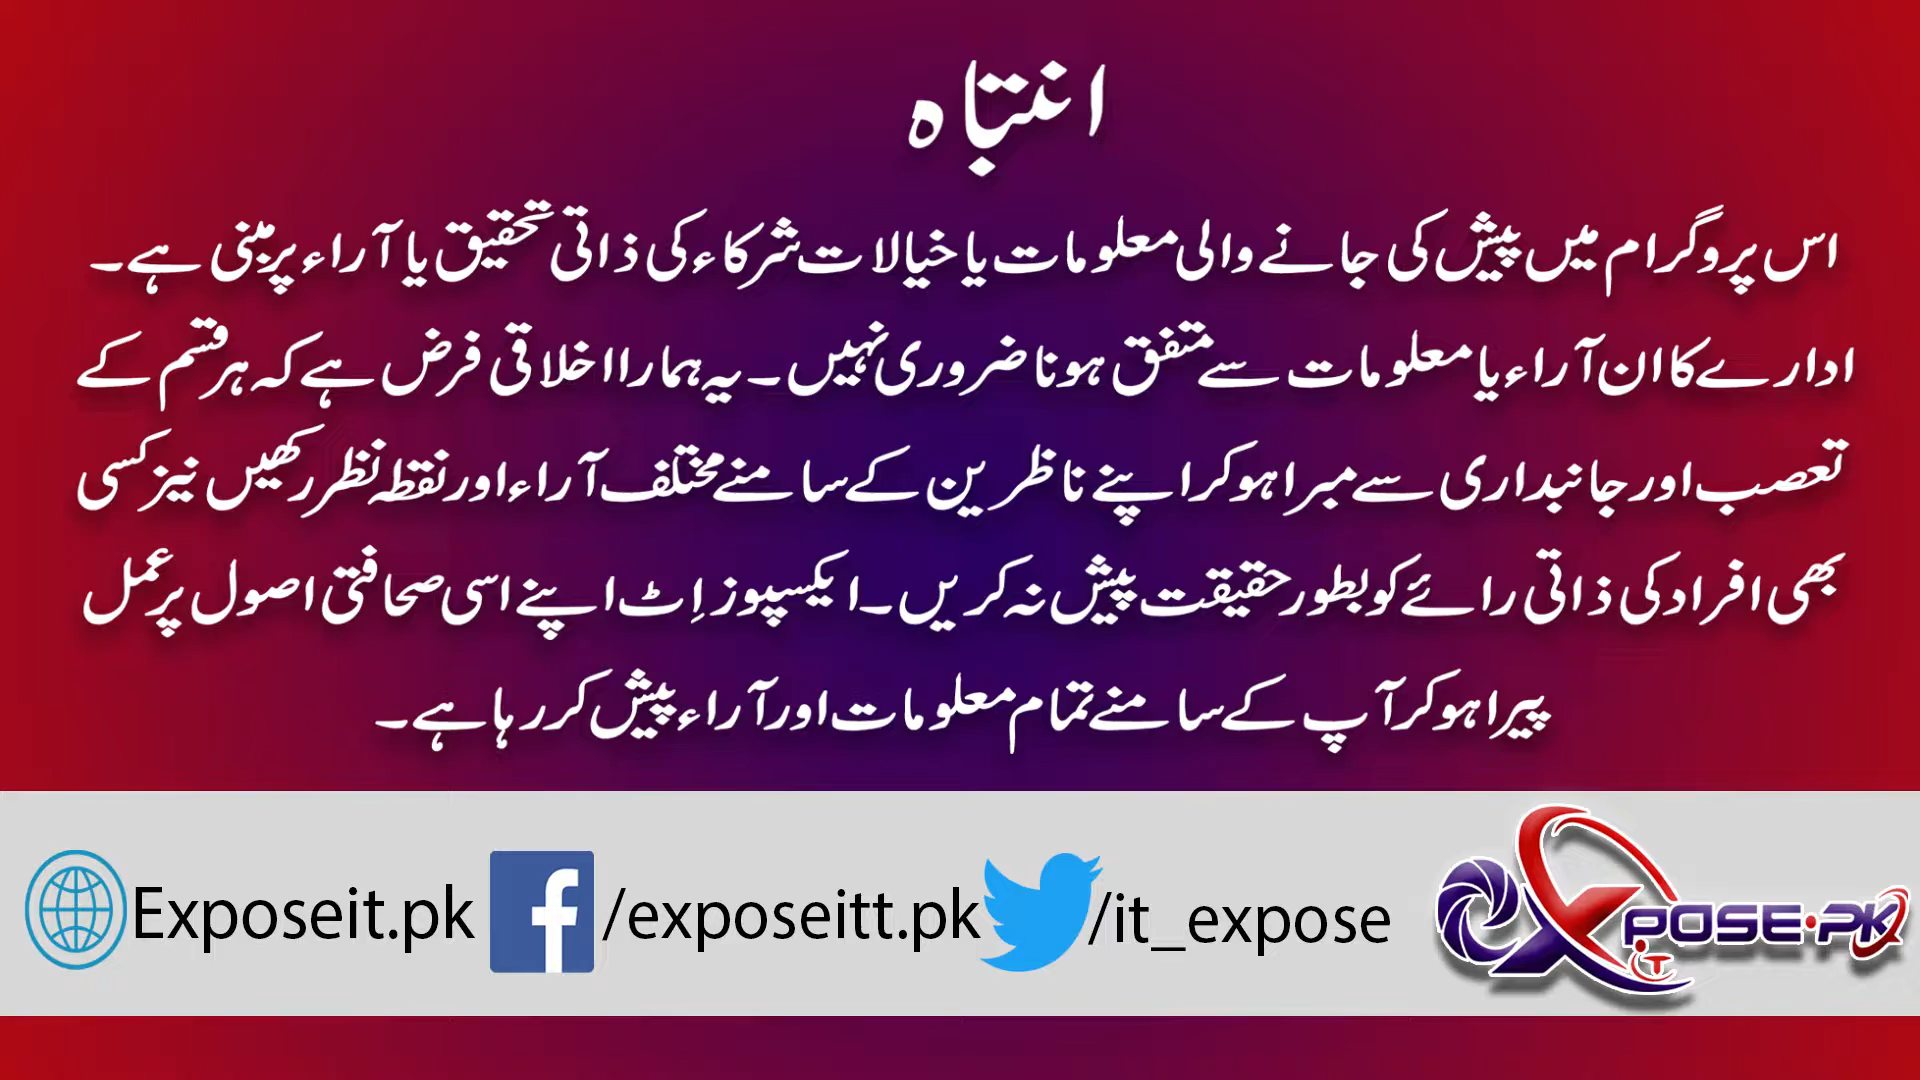 انتباہ
اس پروگرام میں پیش کی جانے والی معلومات یا خیالات شرکاء کی ذاتی تحقیق یا آراء پر مبنی ہے۔
ادارے کا ان آراء یا معلومات سے متفق ہونا ضروری نہیں۔ یہ ہمارا اخلاقی فرض ہے کہ ہر قسم کے
تعصب اور جانبداری سے مبرا ہو کر اپنے ناظرین کے سامنے مختلف آراء اور نقطہ نظر رکھیں نیز کسی
بھی افراد کی ذاتی رائے کو بطور حقیقت پیش نہ کریں۔ ایکسپوز اِٹ اپنے اسی صحافتی اصول پر عمل
پیرا ہو کر آپ کے سامنے تمام معلومات اور آراء پیش کر رہا ہے۔
Exposeit.pk /exposeitt.pk /it_expose
eXPOSE.PK
iT